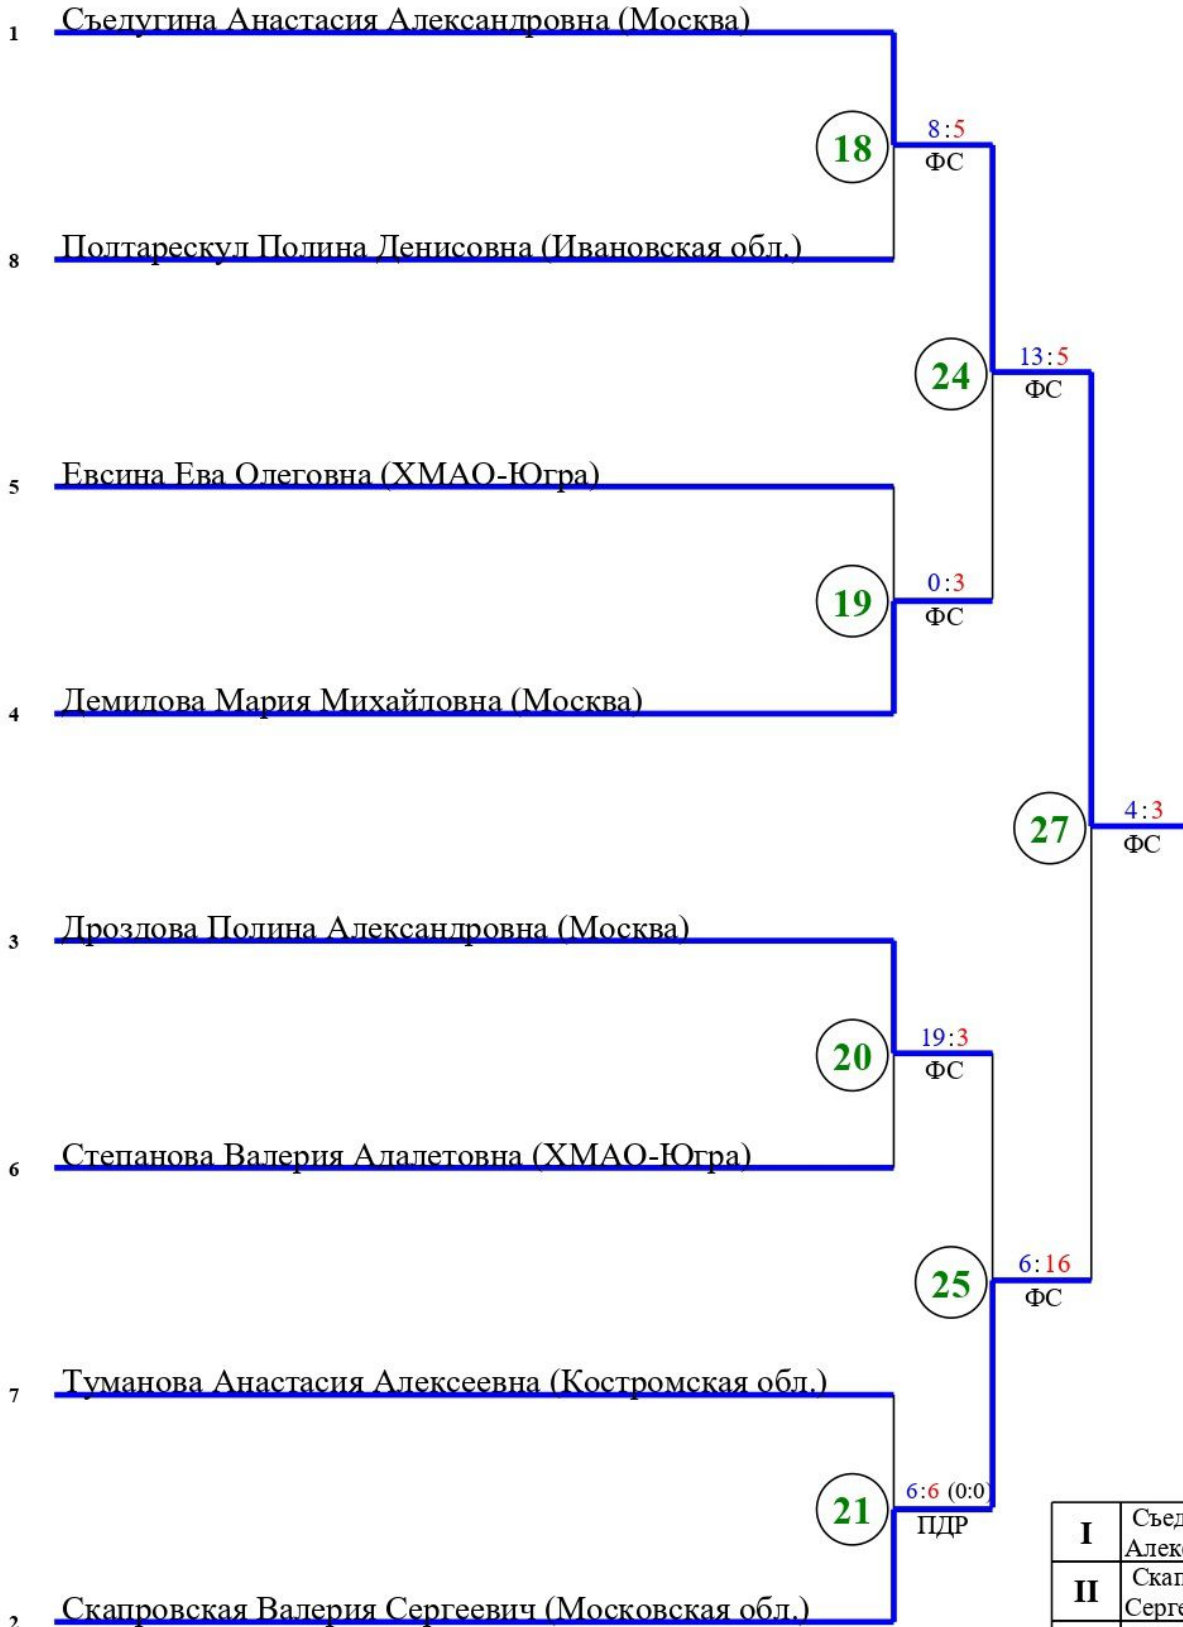 1 Съедугина Анастасия Александровна (Москва)
18 8:5
ФС
8 Полтарескул Полина Денисовна (Ивановская обл.)
24 13:5
ФС
5 Евсина Ева Олеговна (ХМАО-Югра)
19 0:3
ФС
4 Демидова Мария Михайловна (Москва)
27 4:3
ФС
3 Дроздова Полина Александровна (Москва)
20 19:3
ФС
6 Степанова Валерия Адалетовна (ХМАО-Югра)
25 6:16
ФС
7 Туманова Анастасия Алексеевна (Костромская обл.)
21 6:6 (0:0)
ПДР
2 Скапровская Валерия Сергеевич (Московская обл.)
I Съед
Алекс
II Скап
Серге